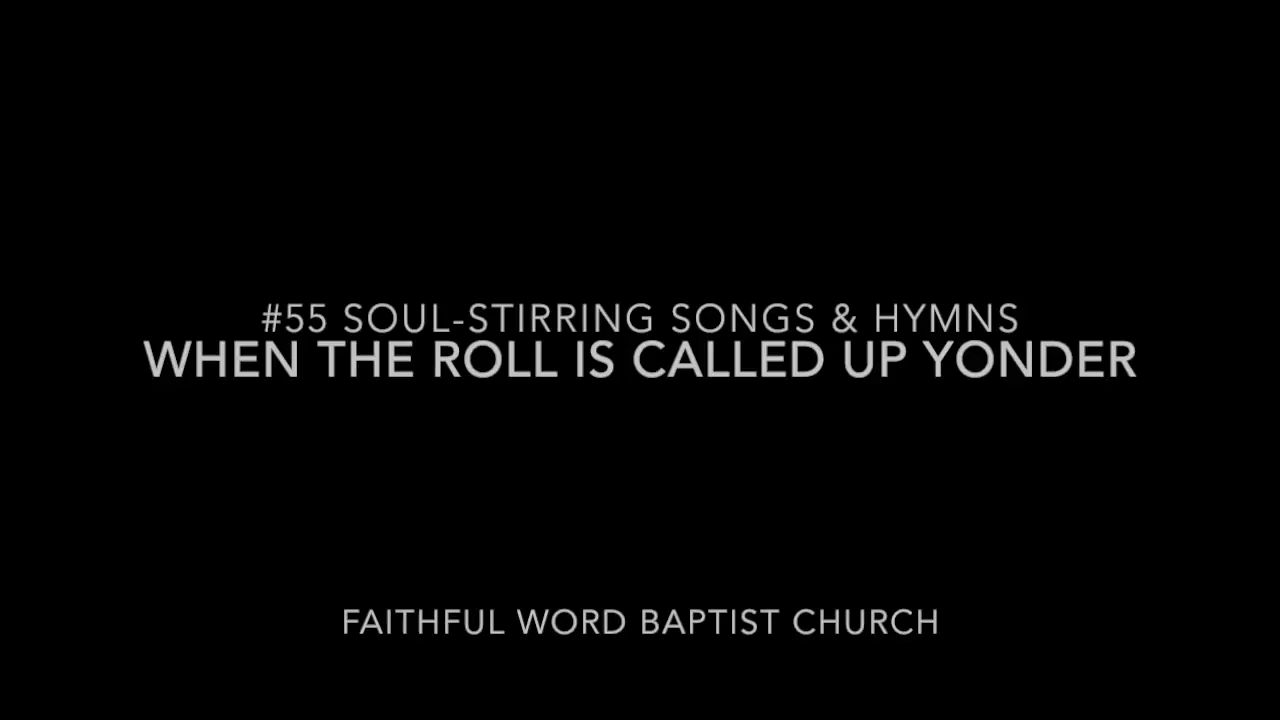 #55 SOUL-STIRRING SONGS & HYMNS
WHEN THE ROLL IS CALLED UP YONDER
FAITHFUL WORD BAPTIST CHURCH